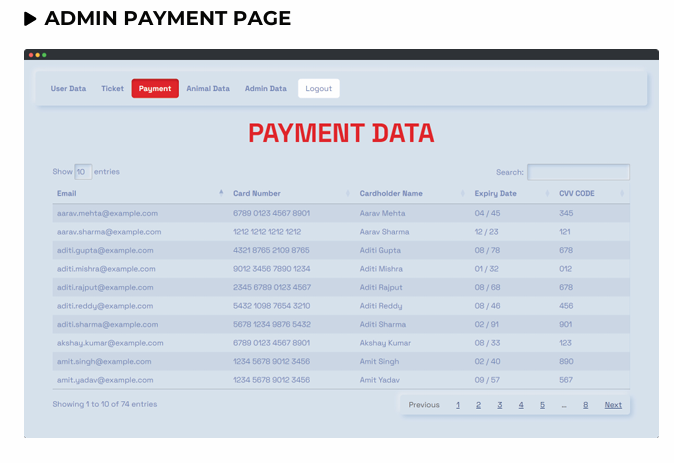 ADMIN PAYMENT PAGE
User Data Ticket Payment Animal Data Admin Data Logout
PAYMENT DATA
Show 10 entries Search:
Email Card Number Cardholder Name Expiry Date CVV CODE
aarav.mehta@example.com 6789 0123 4567 8901 Aarav Mehta 04 / 45 345
aarav.sharma@example.com 1212 1212 1212 1212 Aarav Sharma 12 / 23 121
aditi.gupta@example.com 4321 8765 2109 8765 Aditi Gupta 08 / 78 678
aditi.mishra@example.com 9012 3456 7890 1234 Aditi Mishra 01 / 32 012
aditi.rajput@example.com 2345 6789 0123 4567 Aditi Rajput 08 / 68 678
aditi.reddy@example.com 5432 1098 7654 3210 Aditi Reddy 08 / 46 456
aditi.sharma@example.com 5678 1234 9876 5432 Aditi Sharma 02 / 91 901
akshay.kumar@example.com 6789 0123 4567 8901 Akshay Kumar 08 / 33 123
amit.singh@example.com 1234 5678 9012 3456 Amit Singh 02 / 40 890
amit.yadav@example.com 1234 5678 9012 3456 Amit Yadav 09 / 57 567
Showing 1 to 10 of 74 entries Previous 1 2 3 4 5 … 8 Next